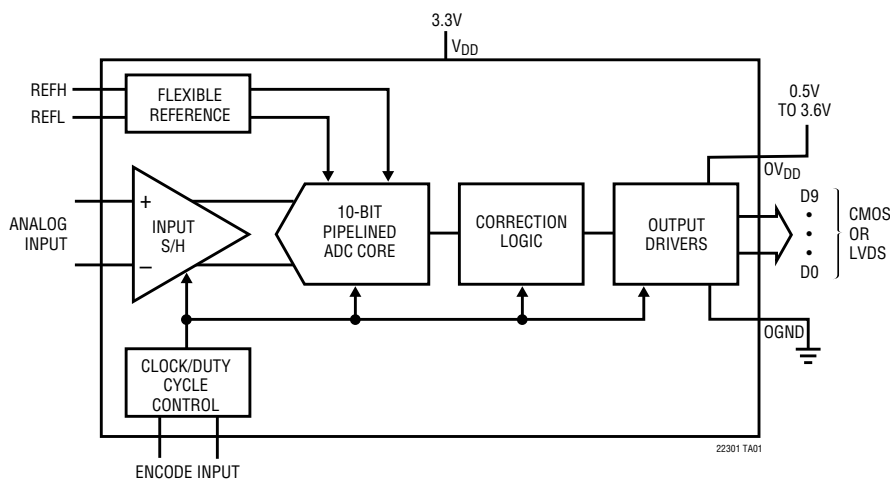 3.3V
VDD
REFH
REFL
FLEXIBLE
REFERENCE
0.5V
TO 3.6V
OVDD
ANALOG
INPUT
+
–
INPUT
S/H
10-BIT
PIPELINED
ADC CORE
CORRECTION
LOGIC
OUTPUT
DRIVERS
D9
•
•
•
D0
CMOS
OR
LVDS
OGND
CLOCK/DUTY
CYCLE
CONTROL
ENCODE INPUT
22301 TA01